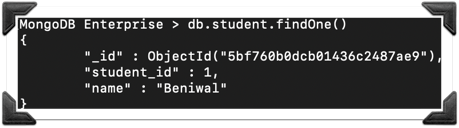 MongoDB Enterprise > db.student.findOne()
{
"_id" : ObjectId("5bf760b0dcb01436c2487ae9"),
"student_id" : 1,
"name" : "Beniwal"
}